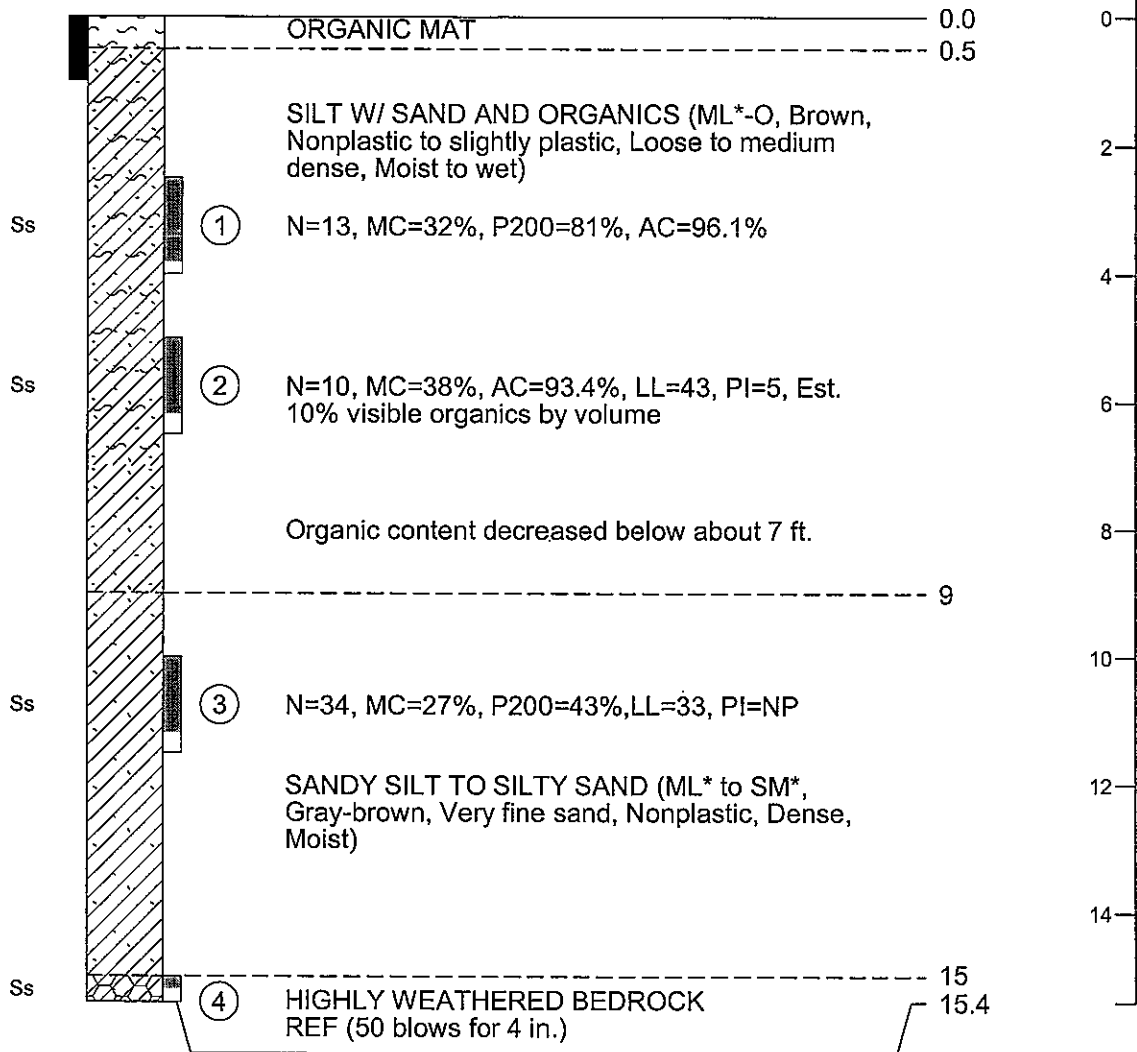 0.0
0
ORGANIC MAT
0.5
SILT W/ SAND AND ORGANICS (ML*-O, Brown,
Nonplastic to slightly plastic, Loose to medium
dense, Moist to wet)
2
Ss
1
N=13, MC=32%, P200=81%, AC=96.1%
4
Ss
2
N=10, MC=38%, AC=93.4%, LL=43, PI=5, Est.
10% visible organics by volume
6
Organic content decreased below about 7 ft.
8
9
10
Ss
3
N=34, MC=27%, P200=43%,LL=33, PI=NP
SANDY SILT TO SILTY SAND (ML* to SM*,
Gray-brown, Very fine sand, Nonplastic, Dense,
Moist)
12
14
15
Ss
4
HIGHLY WEATHERED BEDROCK
15.4
REF (50 blows for 4 in.)